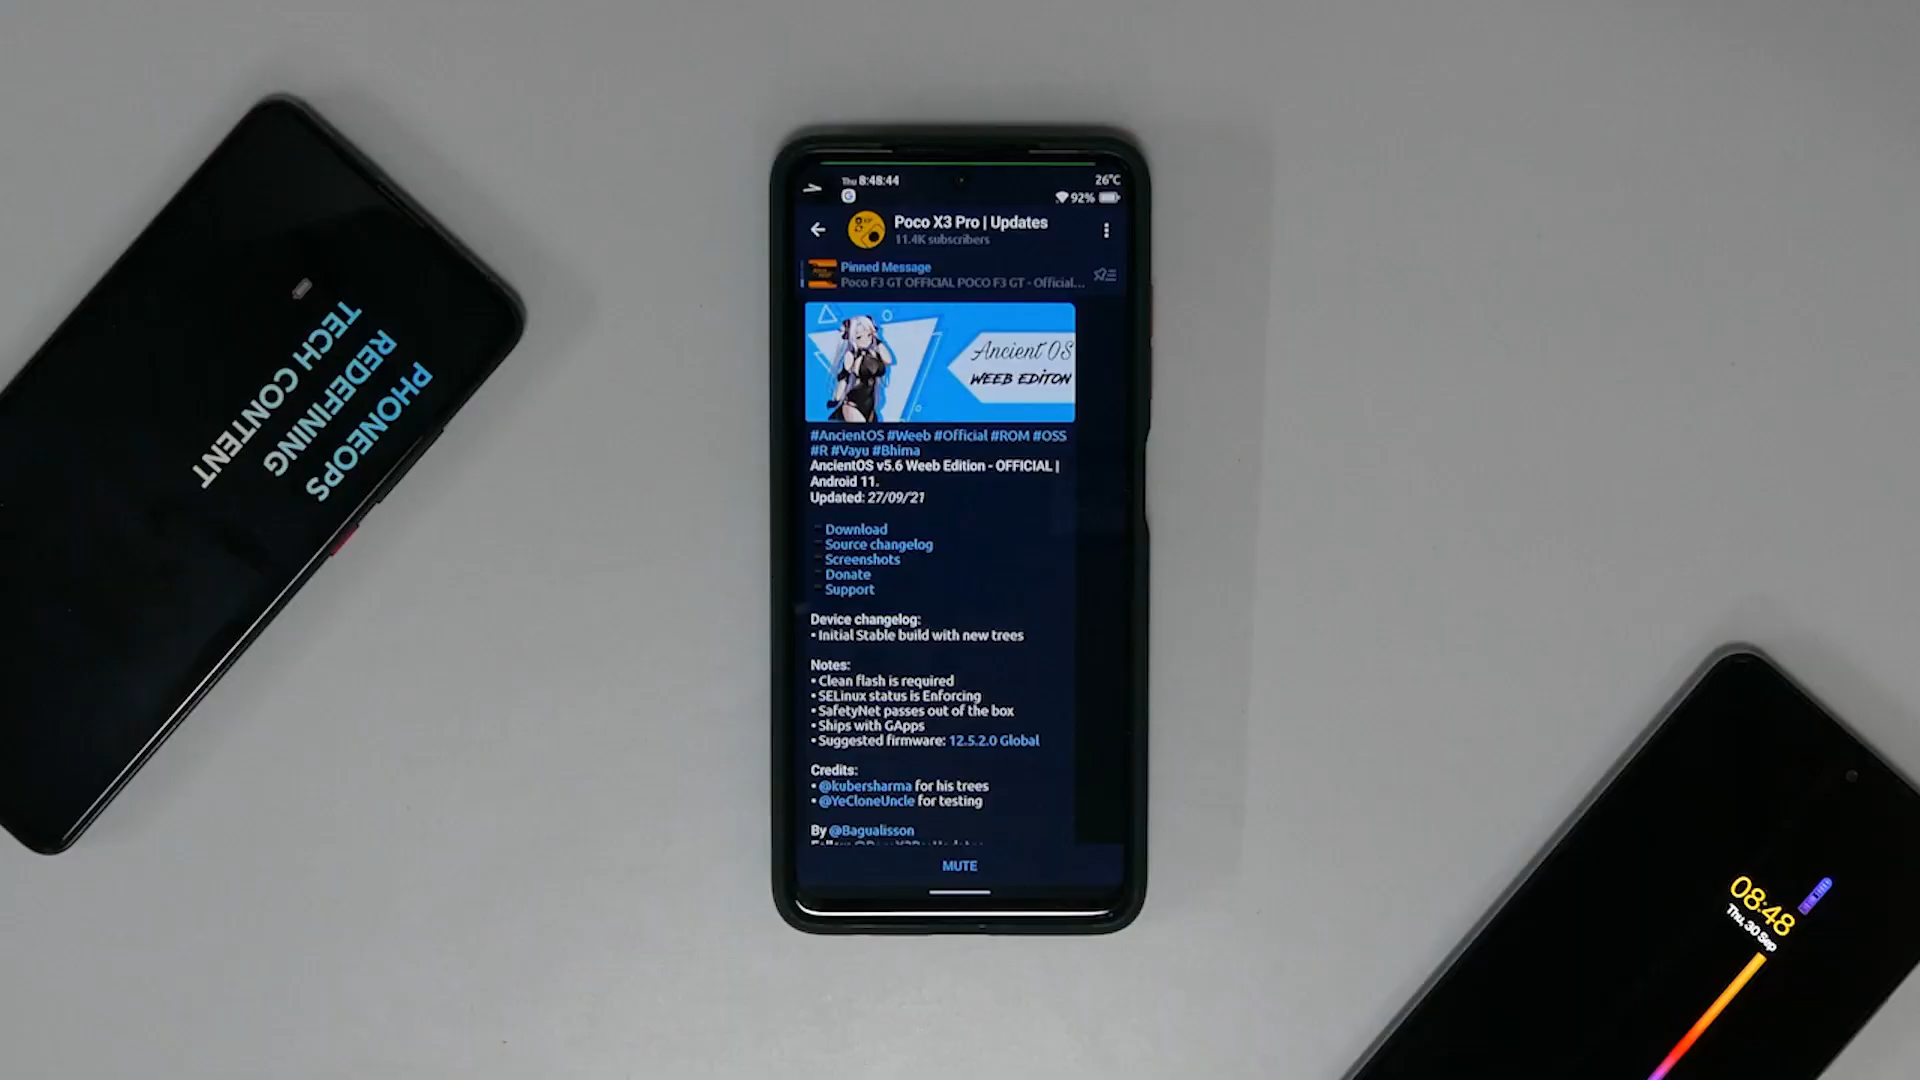 PHONEOPS
REDEFINING
TECH CONTENT
Thu 8:48:44
26°C
92%
Poco X3 Pro | Updates
11.4K subscribers
Pinned Message
Poco F3 GT OFFICIAL POCO F3 GT - Official...
Ancient OS
WEEB EDITON
#AncientOS #Weeb #Official #ROM #OSS
#R #Vayu #Bhima
AncientOS v5.6 Weeb Edition - OFFICIAL |
Android 11.
Updated: 27/09/'21
Download
Source changelog
Screenshots
Donate
Support
Device changelog:
• Initial Stable build with new trees
Notes:
• Clean flash is required
• SELinux status is Enforcing
• SafetyNet passes out of the box
• Ships with GApps
• Suggested firmware: 12.5.2.0 Global
Credits:
• @kubersharma for his trees
• @YeCloneUncle for testing
By @Bagualisson
MUTE
08:48
Thu, 30 Sep